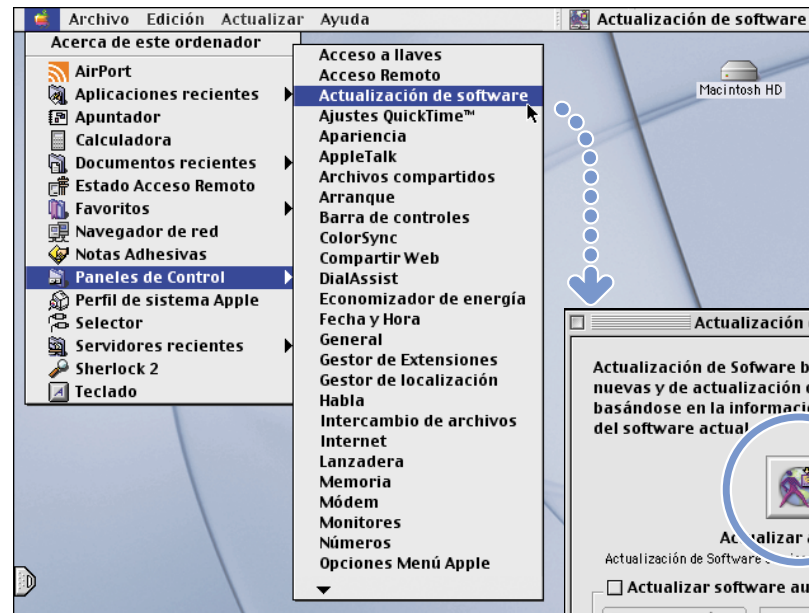 Archivo Edición Actualizar Ayuda
Actualización de software
Acerca de este ordenador
AirPort
Aplicaciones recientes
Apuntador
Calculadora
Documentos recientes
Estado Acceso Remoto
Favoritos
Navegador de red
Notas Adhesivas
Paneles de Control
Perfil de sistema Apple
Selector
Servidores recientes
Sherlock 2
Teclado
Acceso a llaves
Acceso Remoto
Actualización de software
Ajustes QuickTime™
Apariencia
AppleTalk
Archivos compartidos
Arranque
Barra de controles
ColorSync
Compartir Web
DialAssist
Economizador de energía
Fecha y Hora
General
Gestor de Extensiones
Gestor de localización
Habla
Intercambio de archivos
Internet
Lanzadera
Memoria
Módem
Monitores
Números
Opciones Menú Apple
Macintosh HD
Actualización
Actualización de Sofware b
nuevas y de actualización
basándose en la informaci
del software actual
Actualizar a
Actualización de Software
Actualizar software au